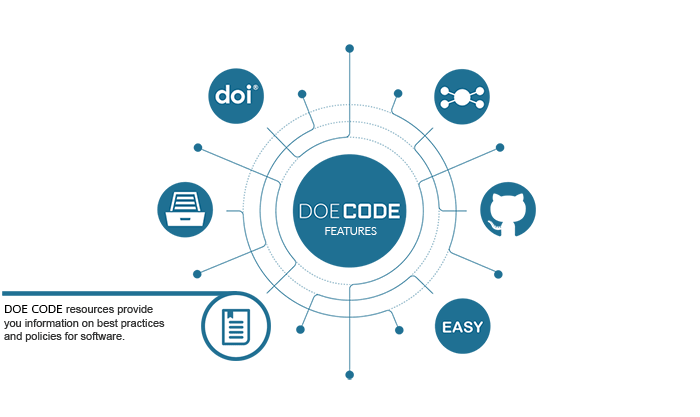 doi®
DOE CODE
FEATURES
DOE CODE resources provide
you information on best practices
and policies for software.
EASY